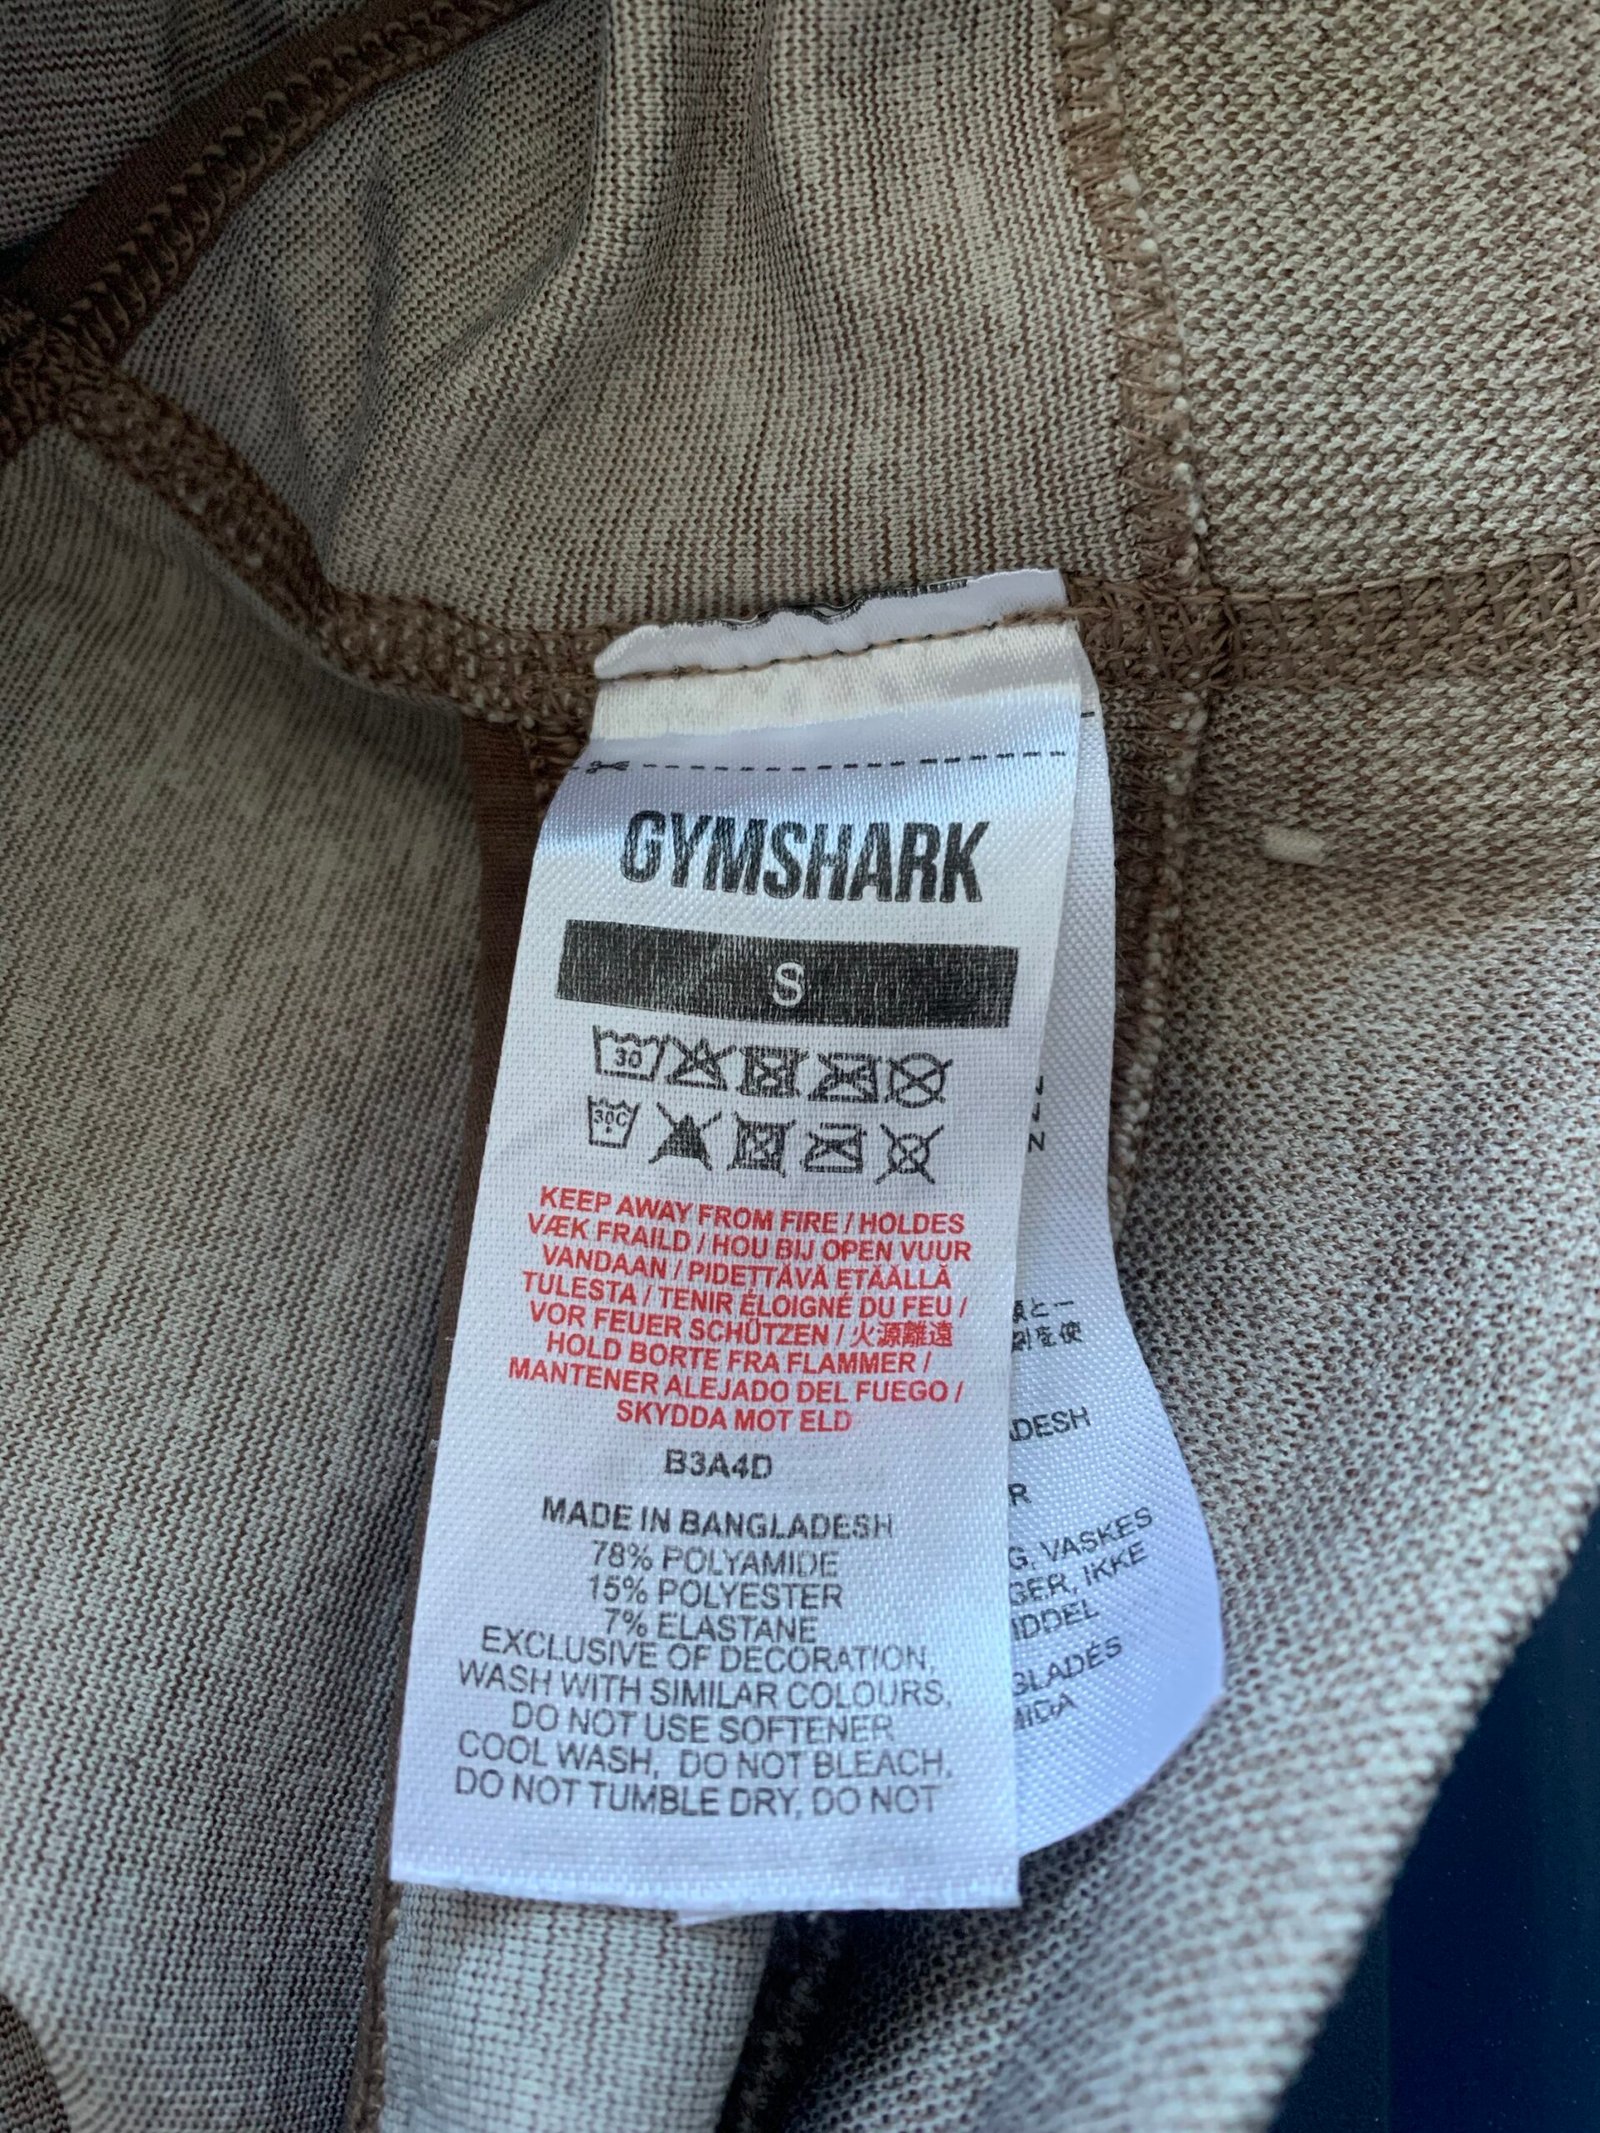 GYMSHARK
S
30
30C
KEEP AWAY FROM FIRE / HOLDES
VÆK FRAILD / HOU BIJ OPEN VUUR
VANDAAN / PIDETTÄVÄ ETÄÄLLÄ
TULESTA / TENIR ÉLOIGNÉ DU FEU /
VOR FEUER SCHÜTZEN / 火源離遠
HOLD BORTE FRA FLAMMER /
MANTENER ALEJADO DEL FUEGO /
SKYDDA MOT ELD
B3A4D
MADE IN BANGLADESH
78% POLYAMIDE
15% POLYESTER
7% ELASTANE
EXCLUSIVE OF DECORATION,
WASH WITH SIMILAR COLOURS,
DO NOT USE SOFTENER
COOL WASH, DO NOT BLEACH,
DO NOT TUMBLE DRY, DO NOT
N
と一
を使
ADESH
R
G, VASKES
GER, IKKE
IDDEL
GLADÉS
MIDA